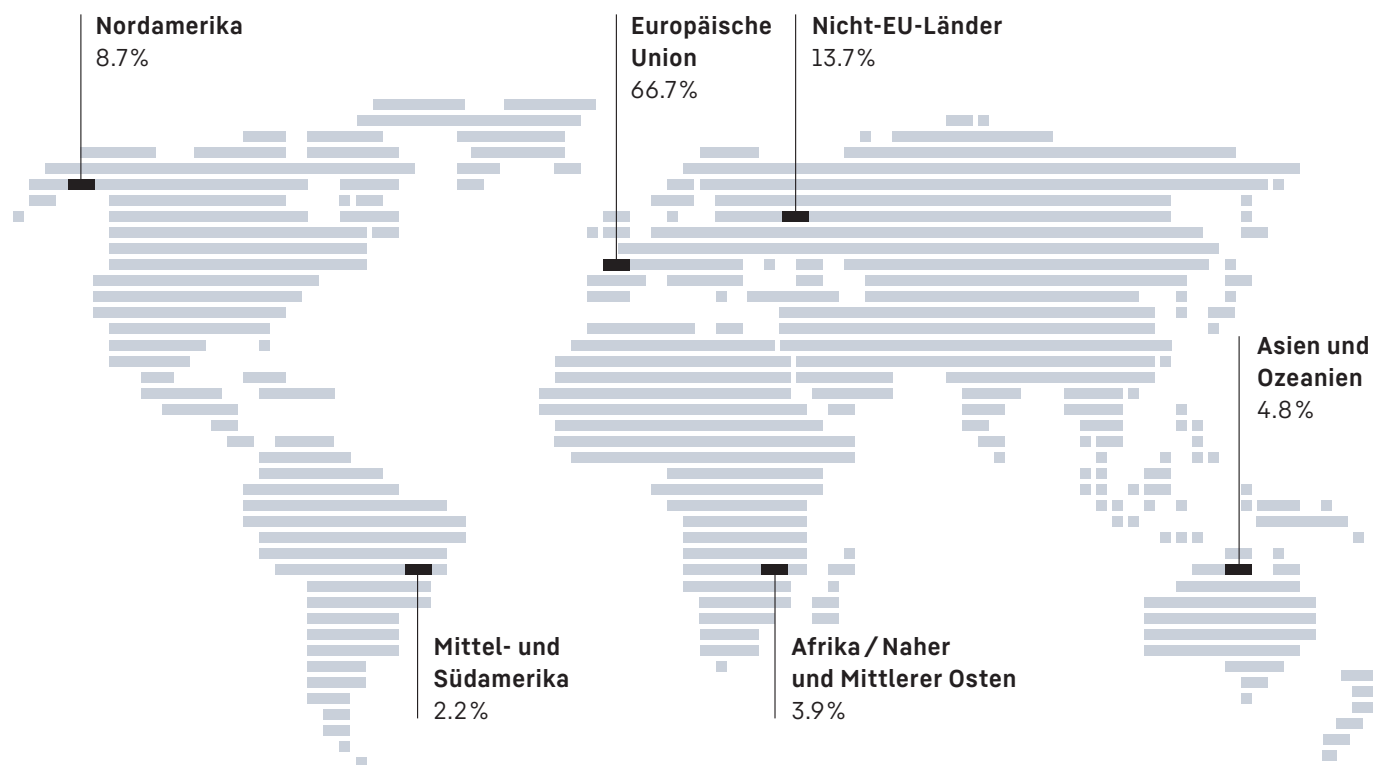 Nordamerika
8.7%
Europäische
Union
66.7%
Nicht-EU-Länder
13.7%
Asien und
Ozeanien
4.8%
Mittel- und
Südamerika
2.2%
Afrika/Naher
und Mittlerer Osten
3.9%